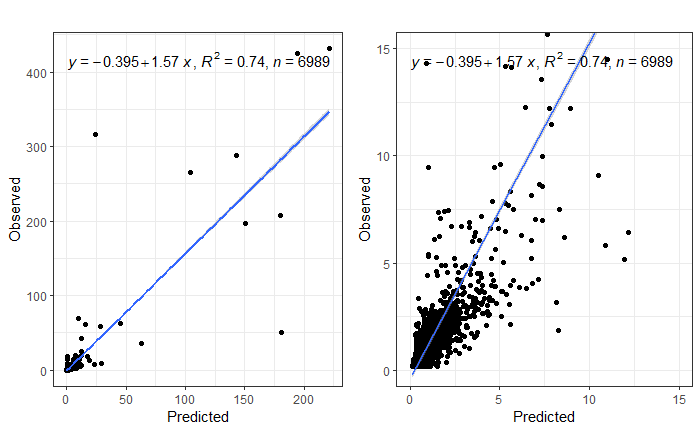 y = −0.395+1.57 x, R² = 0.74, n = 6989
400
300
200
100
0
Observed
0 50 100 150 200
Predicted
y = −0.395+1.57 x, R² = 0.74, n = 6989
15
10
5
0
Observed
0 5 10 15
Predicted